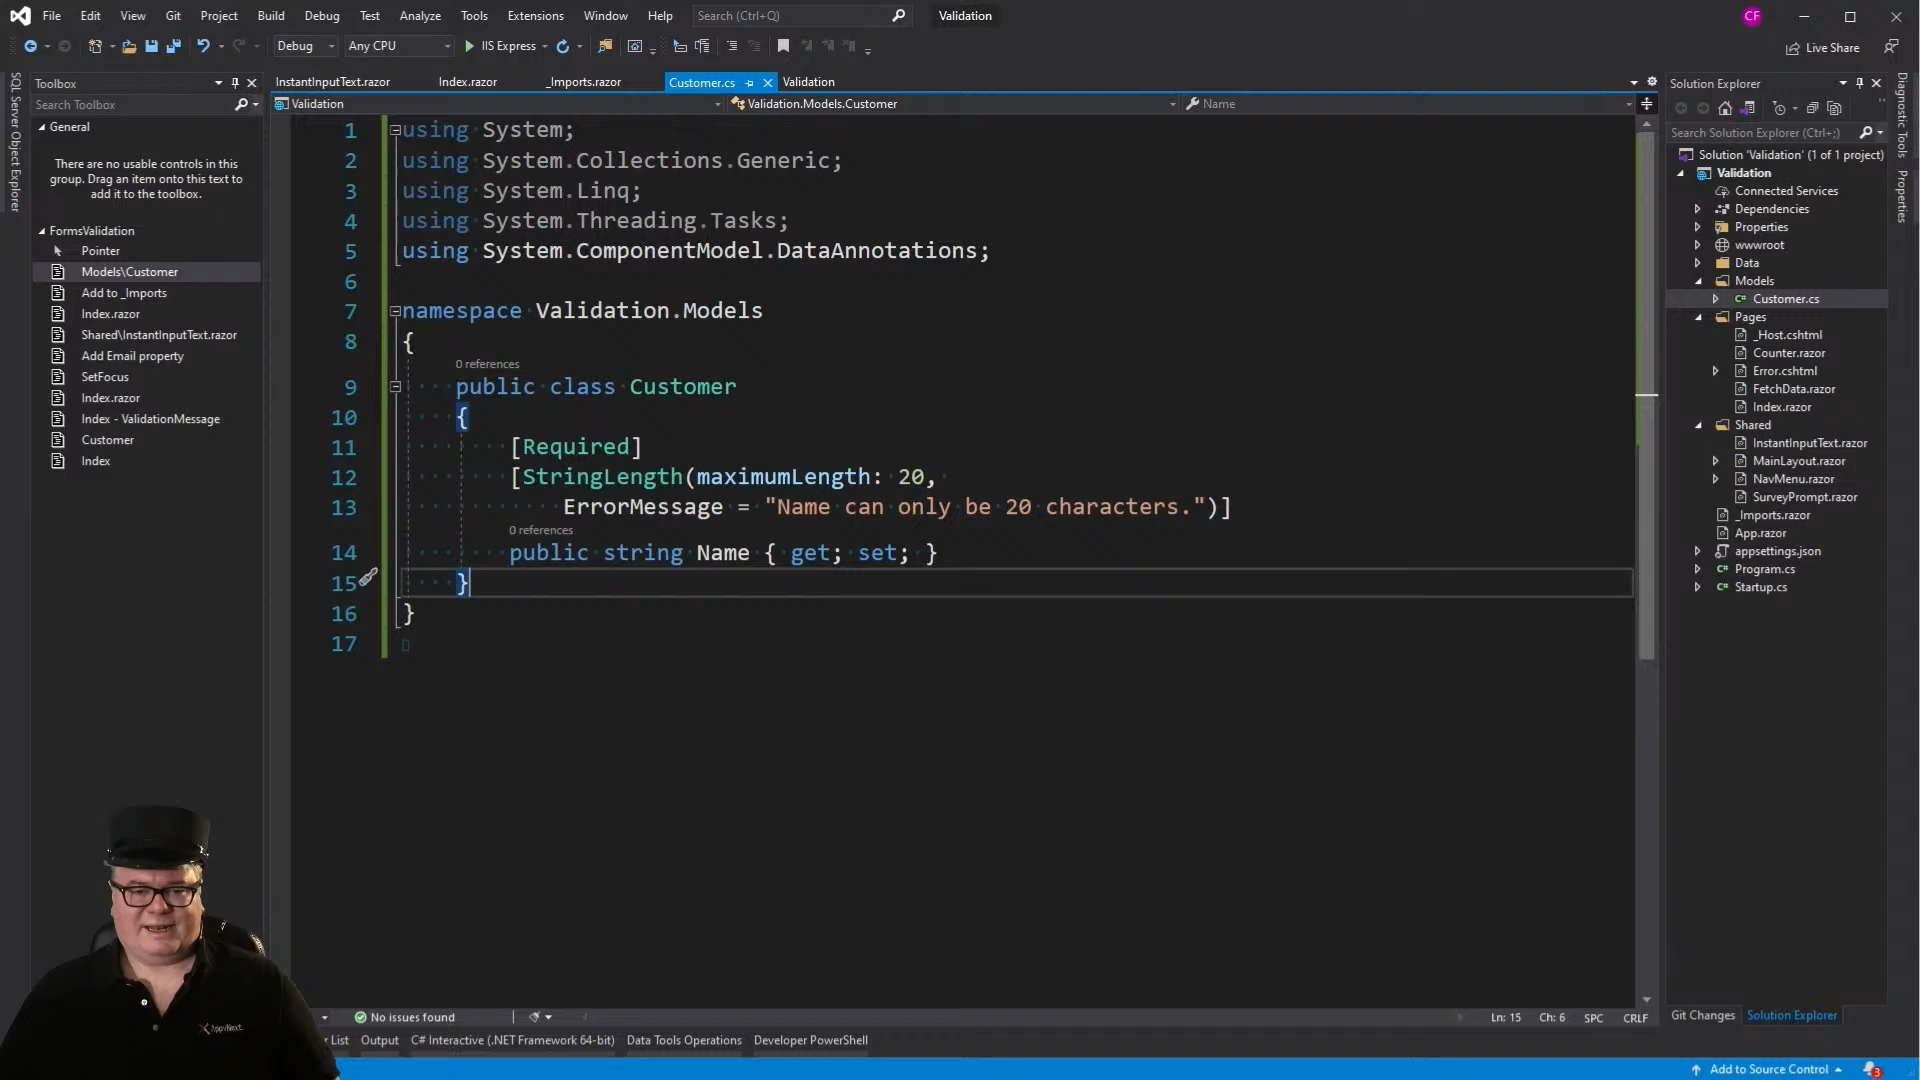 File Edit View Git Project Build Debug Test Analyze Tools Extensions Window Help Search (Ctrl+Q) Validation CF
Debug Any CPU IIS Express Live Share
SQL Server Object Explorer
Toolbox
Search Toolbox
General
There are no usable controls in this
group. Drag an item onto this text to
add it to the toolbox.
FormsValidation
Pointer
Models\Customer
Add to _Imports
Index.razor
Shared\InstantInputText.razor
Add Email property
SetFocus
Index.razor
Index - ValidationMessage
Customer
Index
InstantInputText.razor Index.razor _Imports.razor Customer.cs Validation
Validation Validation.Models.Customer Name
1 using System;
2 using System.Collections.Generic;
3 using System.Linq;
4 using System.Threading.Tasks;
5 using System.ComponentModel.DataAnnotations;
6
7 namespace Validation.Models
8 {
0 references
9 public class Customer
10 {
11 [Required]
12 [StringLength(maximumLength: 20,
13 ErrorMessage = "Name can only be 20 characters.")]
0 references
14 public string Name { get; set; }
15 }
16 }
17
No issues found Ln: 15 Ch: 6 SPC CRLF
r List Output C# Interactive (.NET Framework 64-bit) Data Tools Operations Developer PowerShell
Solution Explorer
Search Solution Explorer (Ctrl+;)
Solution 'Validation' (1 of 1 project)
Validation
Connected Services
Dependencies
Properties
wwwroot
Data
Models
C# Customer.cs
Pages
_Host.cshtml
Counter.razor
Error.cshtml
FetchData.razor
Index.razor
Shared
InstantInputText.razor
MainLayout.razor
NavMenu.razor
SurveyPrompt.razor
_Imports.razor
App.razor
appsettings.json
C# Program.cs
C# Startup.cs
Git Changes Solution Explorer
Diagnostic Tools
Properties
AppvNext
Add to Source Control 3